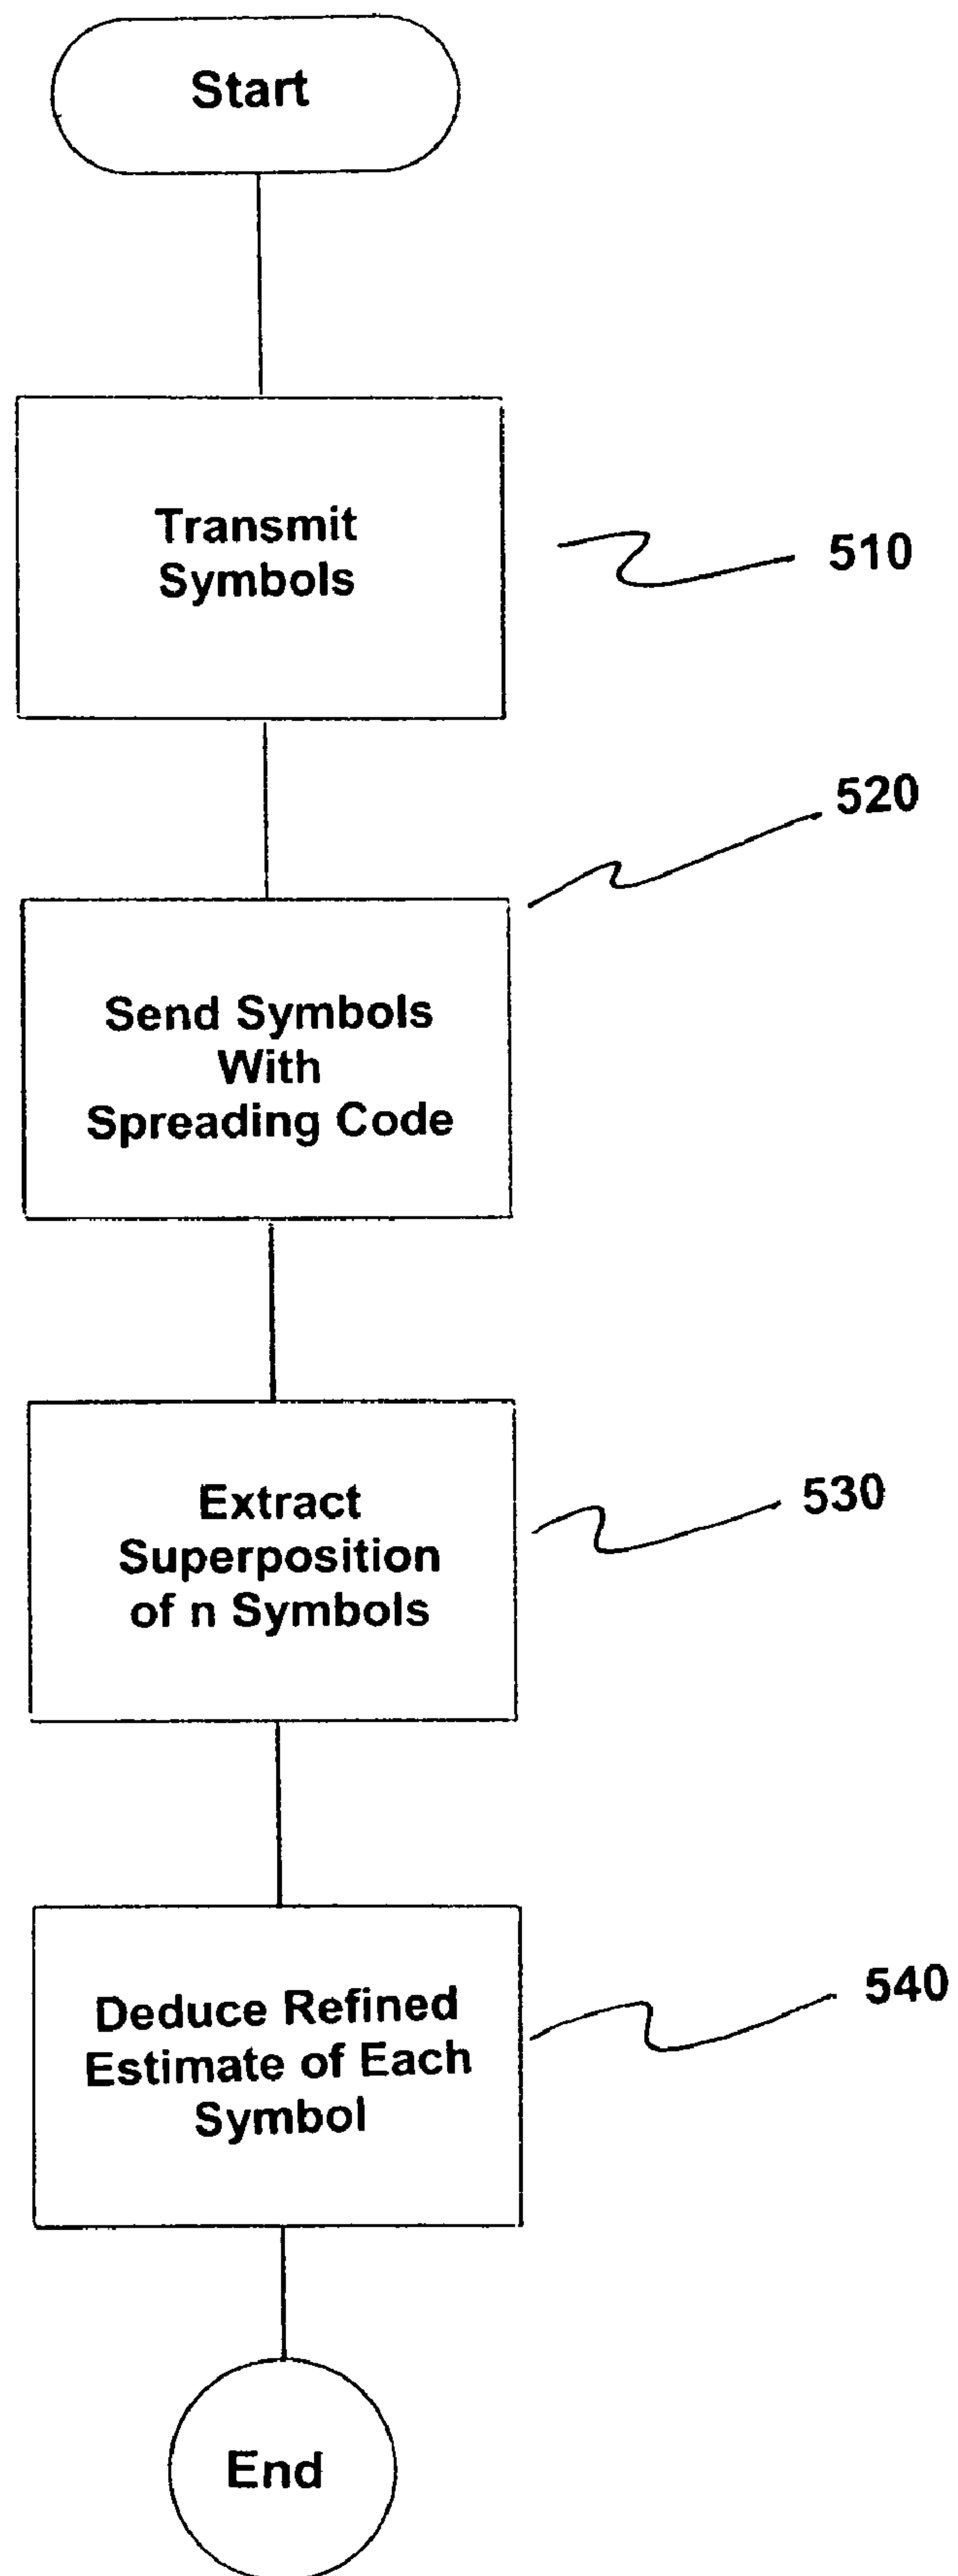 Start
Transmit
Symbols
510
520
Send Symbols
With
Spreading Code
Extract
Superposition
of n Symbols
530
Deduce Refined
Estimate of Each
Symbol
540
End